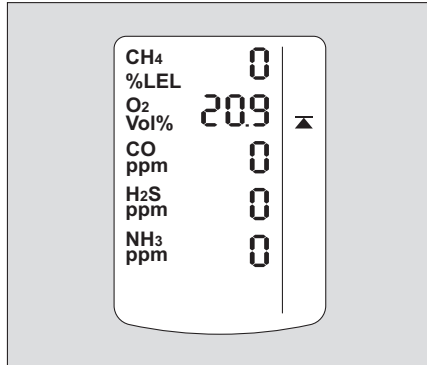 CH4 0
%LEL
O2 20.9
Vol%
CO 0
ppm
H2S 0
ppm
NH3 0
ppm